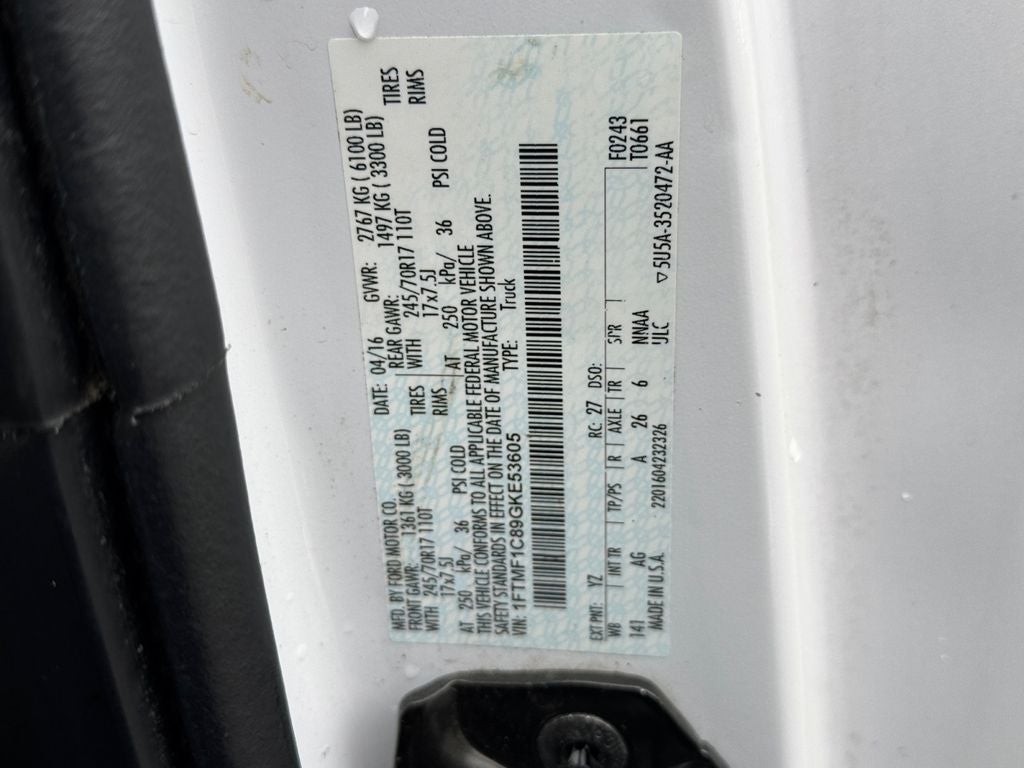 MFD. BY FORD MOTOR CO. DATE: 04/16 GVWR: 2767 KG ( 6100 LB)
FRONT GAWR: 1361 KG ( 3000 LB) REAR GAWR: 1497 KG ( 3300 LB)
WITH 245/70R17 110T TIRES WITH 245/70R17 110T TIRES
17x7.5J RIMS 17x7.5J RIMS
AT 250 kPa/ 36 PSI COLD AT 250 kPa/ 36 PSI COLD
THIS VEHICLE CONFORMS TO ALL APPLICABLE FEDERAL MOTOR VEHICLE
SAFETY STANDARDS IN EFFECT ON THE DATE OF MANUFACTURE SHOWN ABOVE.
VIN: 1FTMF1C89GKE53605 TYPE: Truck
EXT PNT: YZ RC: 27 DSO: F0243
WB INT TR TP/PS R AXLE TR SPR T0661
141 AG A 26 6 NNAA
MADE IN U.S.A. 2201604232326 ULC ▽5U5A-3520472-AA